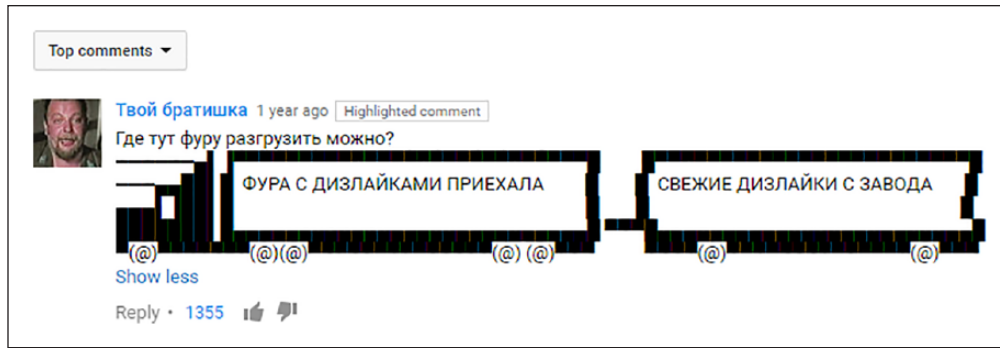 Top comments
Твой братишка 1 year ago Highlighted comment
Где тут фуру разгрузить можно?
ФУРА С ДИЗЛАЙКАМИ ПРИЕХАЛА СВЕЖИЕ ДИЗЛАЙКИ С ЗАВОДА
(@) (@)(@) (@) (@) (@) (@)
Show less
Reply • 1355